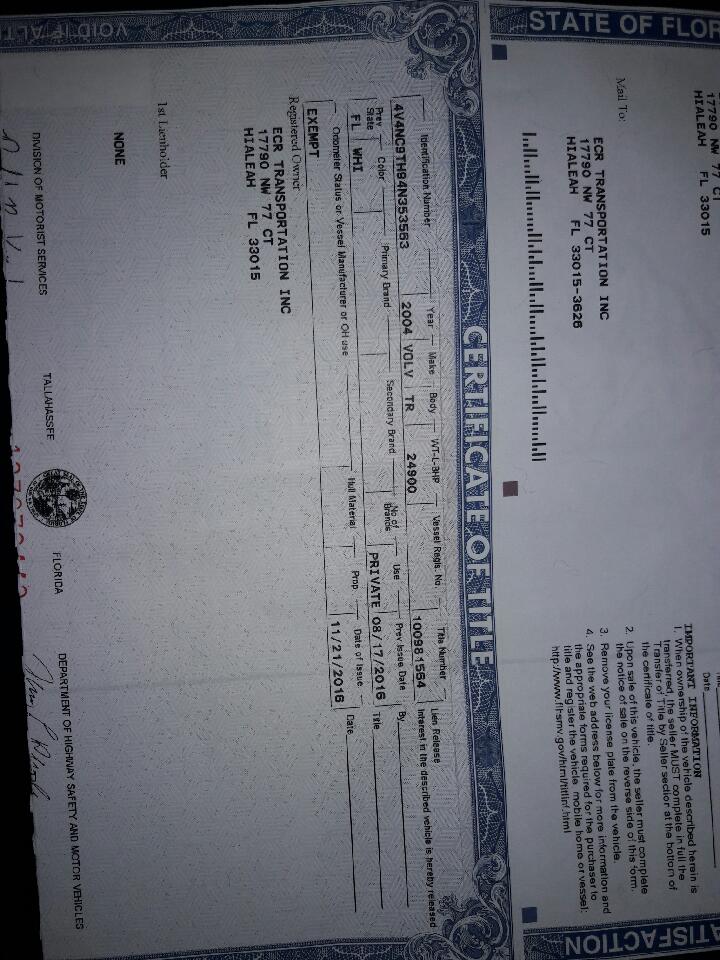 17790 NW 77 CT
HIALEAH FL 33015
Date
STATE OF FLOR
ATISFACTION
IMPORTANT INFORMATION
1. When ownership of the vehicle described herein is
transferred, the seller MUST complete in full the
Transfer of Title by Seller section at the bottom of
the certificate of title.
2. Upon sale of this vehicle, the seller must complete
the notice of sale on the reverse side of this form.
3. Remove your license plate from the vehicle.
4. See the web address below for more information and
the appropriate forms required for the purchaser to
title and register the vehicle, mobile home or vessel:
http://www.flhsmv.gov/html/titlinf.html
Mail To:
ECR TRANSPORTATION INC
17790 NW 77 CT
HIALEAH FL 33015-3626
CERTIFICATE OF TITLE
Identification Number Year Make Body WT-L-BHP Vessel Regis. No. Title Number
4V4NC9TH94N353563 2004 VOLV TR 24900 100981554
Lien Release
Interest in the described vehicle is hereby released
By
Title
Date
Prev State Color Primary Brand Secondary Brand No of Brands Use Prev Issue Date
FL WHI PRIVATE 08/17/2016
Odometer Status or Vessel Manufacturer or OH use Hull Material Prop Date of Issue
EXEMPT 11/21/2016
Registered Owner
ECR TRANSPORTATION INC
17790 NW 77 CT
HIALEAH FL 33015
1st Lienholder
NONE
DIVISION OF MOTORIST SERVICES TALLAHASSEE FLORIDA DEPARTMENT OF HIGHWAY SAFETY AND MOTOR VEHICLES
VOID IF ALT